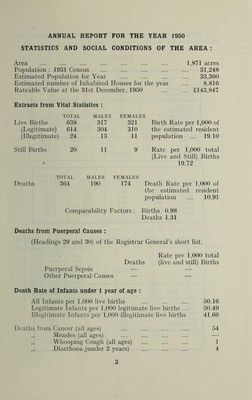 ANNUAL REPORT FOR THE YEAR 1950
STATISTICS AND SOCIAL CONDITIONS OF THE AREA :
Area ... 1,871 acres
Population : 1931 Census ... 31,248
Estimated Population for Year ... 33,360
Estimated number of Inhabited Houses for the year ... 8,816
Rateable Value at the 31st December, 1950 ... £143,847
Extracts from Vital Statistics :
TOTAL MALES FEMALES
Live Births 638 317 321 Birth Rate per 1,000 of
(Legitimate) 614 304 310 the estimated resident
(Illegitimate) 24 13 11 population ... 19.10
Still Births 20 11 9 Rate per 1,000 total
(Live and Still) Births
19.72
TOTAL MALES FEMALES
Deaths 364 190 174 Death Rate per 1,000 of
the estimated resident
population ... 10.91
Comparability Factors : Births 0.98
Deaths 1.31
Deaths from Puerperal Causes :
(Headings 29 and 30) of the Registrar General's short list.
Rate per 1,000 total
Deaths (live and still) Births
Puerperal Sepsis — —
Other Puerperal Causes — —
Death Rate of Infants under 1 year of age :
All Infants per 1,000 live births ... 50.16
Legitimate Infants per 1,000 legitimate live births ... 50.49
Illegitimate Infants per 1,000 illegitimate live births 41.66
Deaths from Cancer (all ages) ... 54
„ Measles (all ages) ... —
„ Whooping Cough (all ages) ... 1
„ Diarrhoea (under 2 years) ... 4
3